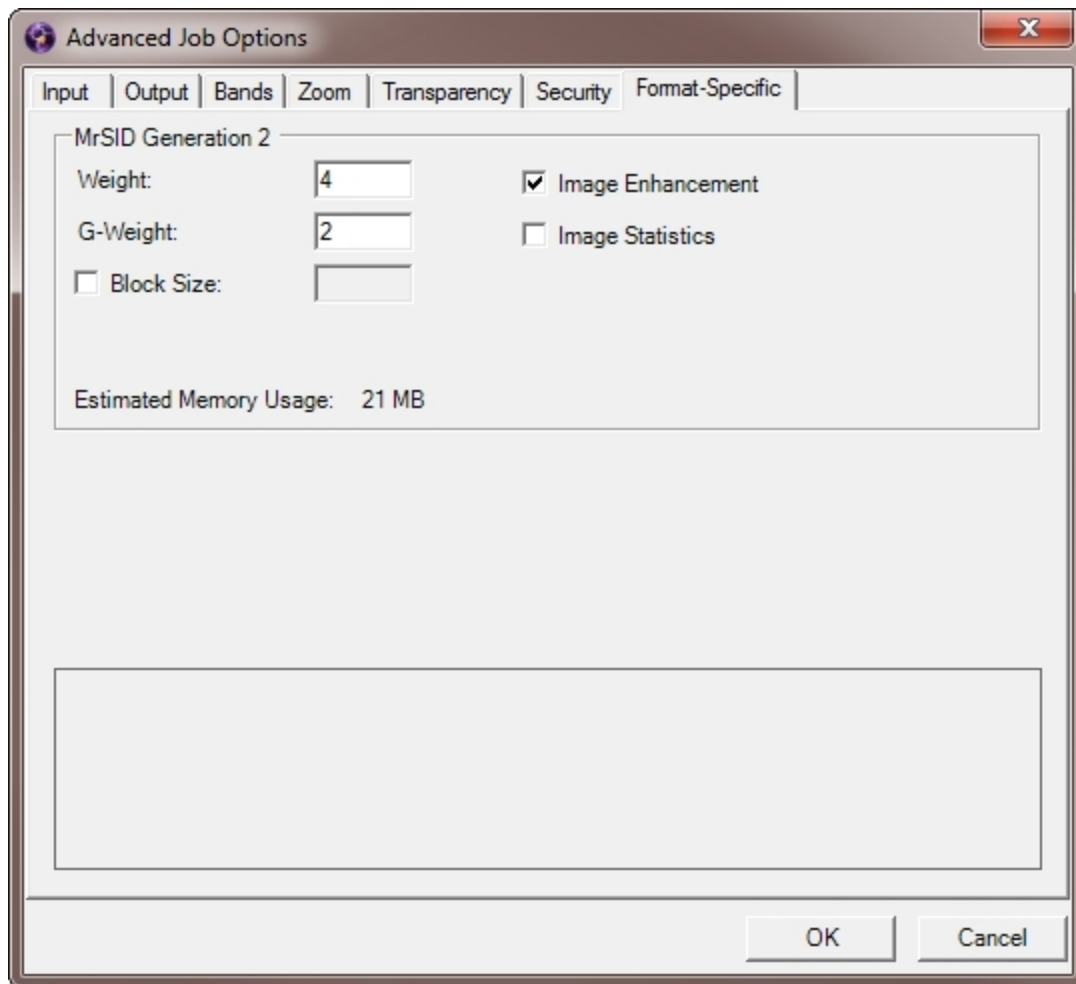 Advanced Job Options
Input Output Bands Zoom Transparency Security Format-Specific
MrSID Generation 2
Weight: 4 Image Enhancement
G-Weight: 2 Image Statistics
Block Size:
Estimated Memory Usage: 21 MB
OK Cancel